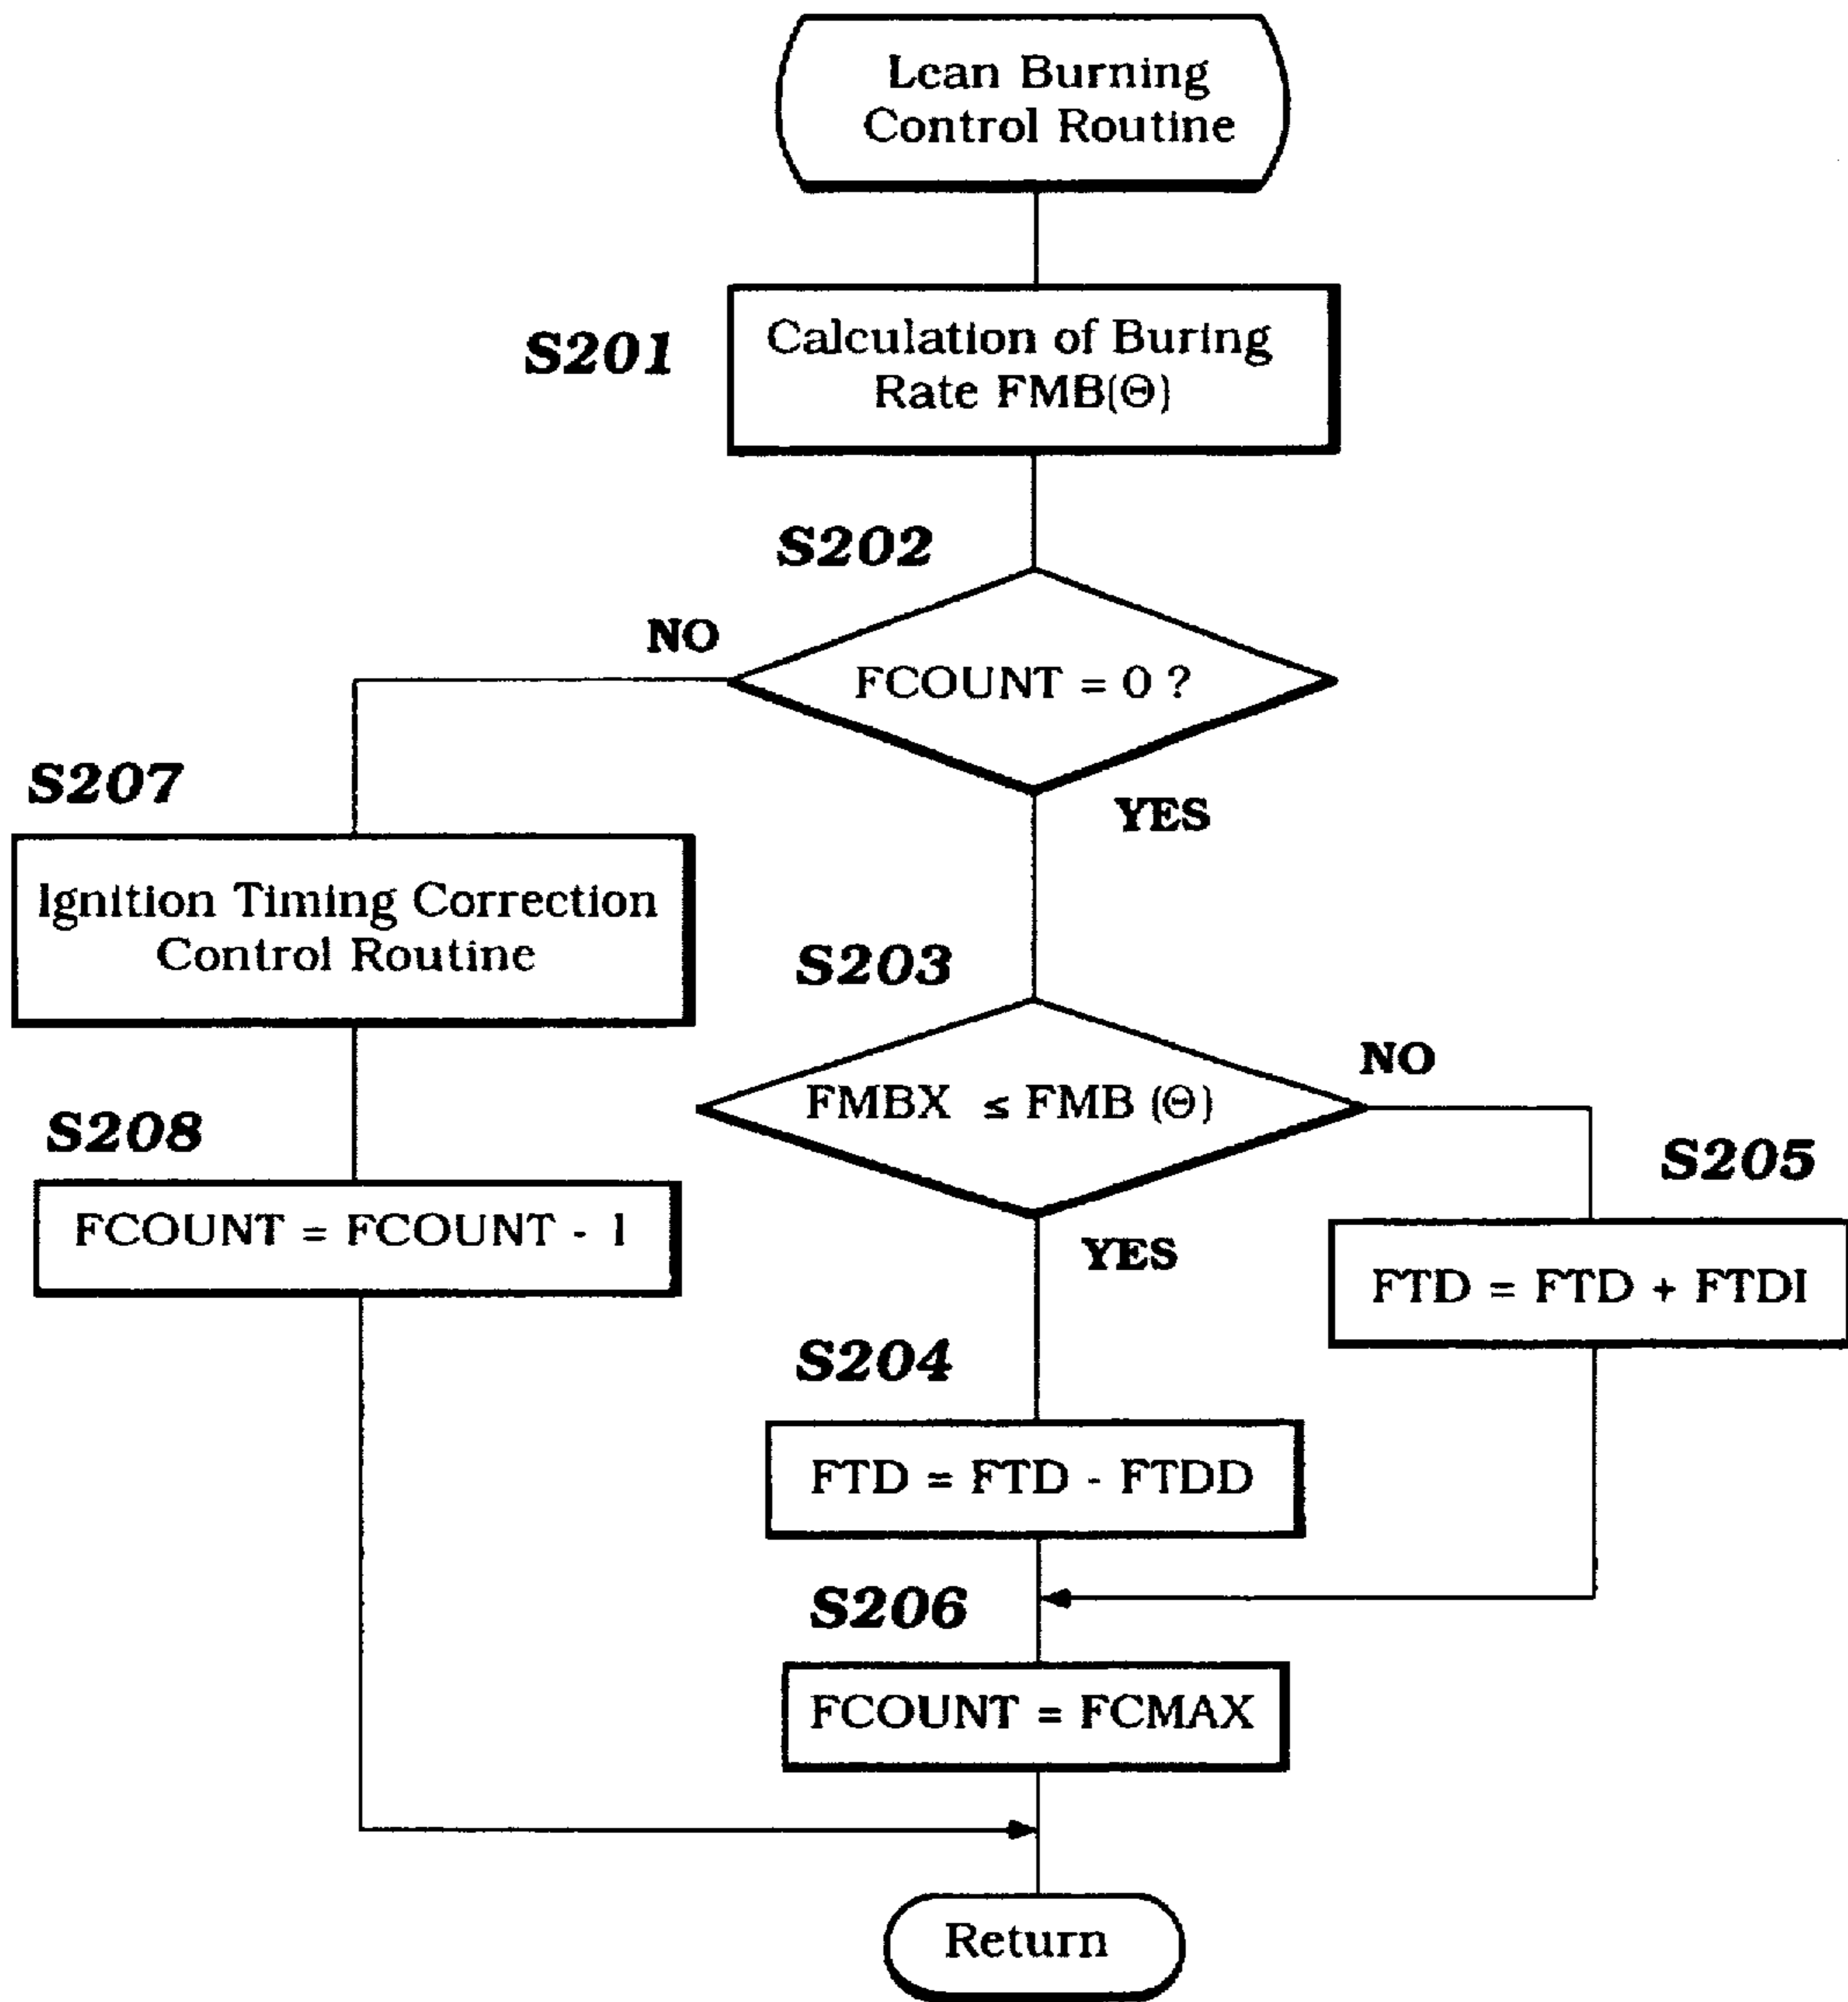 Lcan Burning
Control Routine
S201
Calculation of Buring
Rate FMB(Θ)
S202
NO
FCOUNT = 0 ?
YES
S207
Ignition Timing Correction
Control Routine
S203
NO
FMBX ≤ FMB (Θ)
YES
S208
FCOUNT = FCOUNT - 1
S205
FTD = FTD + FTDI
S204
FTD = FTD - FTDD
S206
FCOUNT = FCMAX
Return